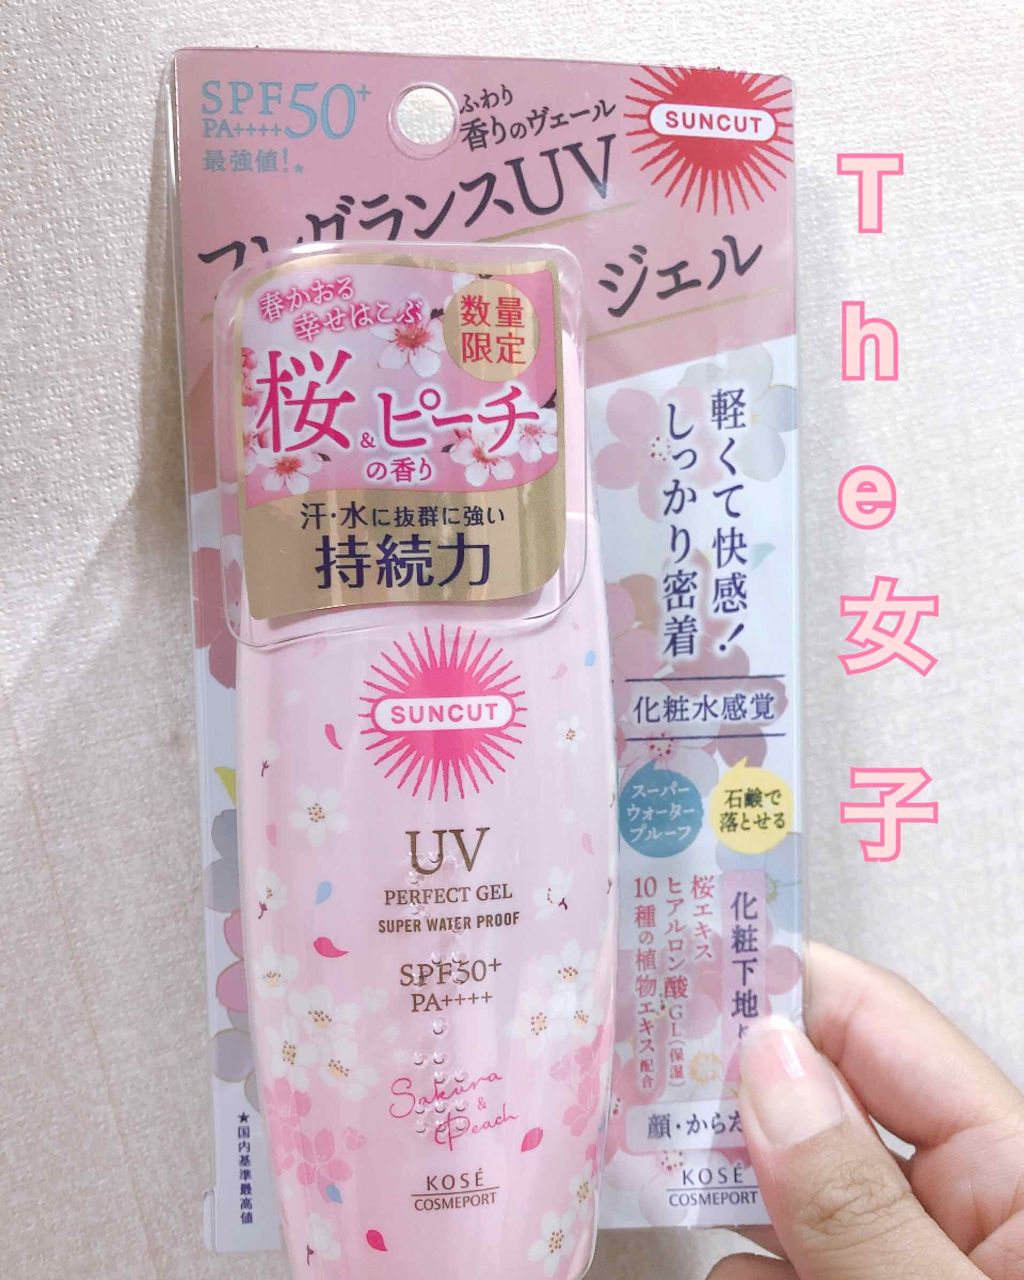 SPF50+
PA++++
最強値!★
ふわり
香りのヴェール
フレグランスUV
ジェル
SUNCUT
春かおる
幸せはこぶ
数量
限定
桜&ピーチ
の香り
汗・水に抜群に強い
持続力
軽くて快感!
しっかり密着
化粧水感覚
スーパー
ウォーター
プルーフ
石鹸で
落とせる
桜エキス
ヒアルロン酸GL(保湿)
10種の植物エキス配合
化粧下地に
顔・からだ
KOSÉ
COSMEPORT
★国内基準最高値
SUNCUT
UV
PERFECT GEL
SUPER WATER PROOF
SPF50+
PA++++
Sakura
&
Peach
KOSÉ
COSMEPORT
The女子